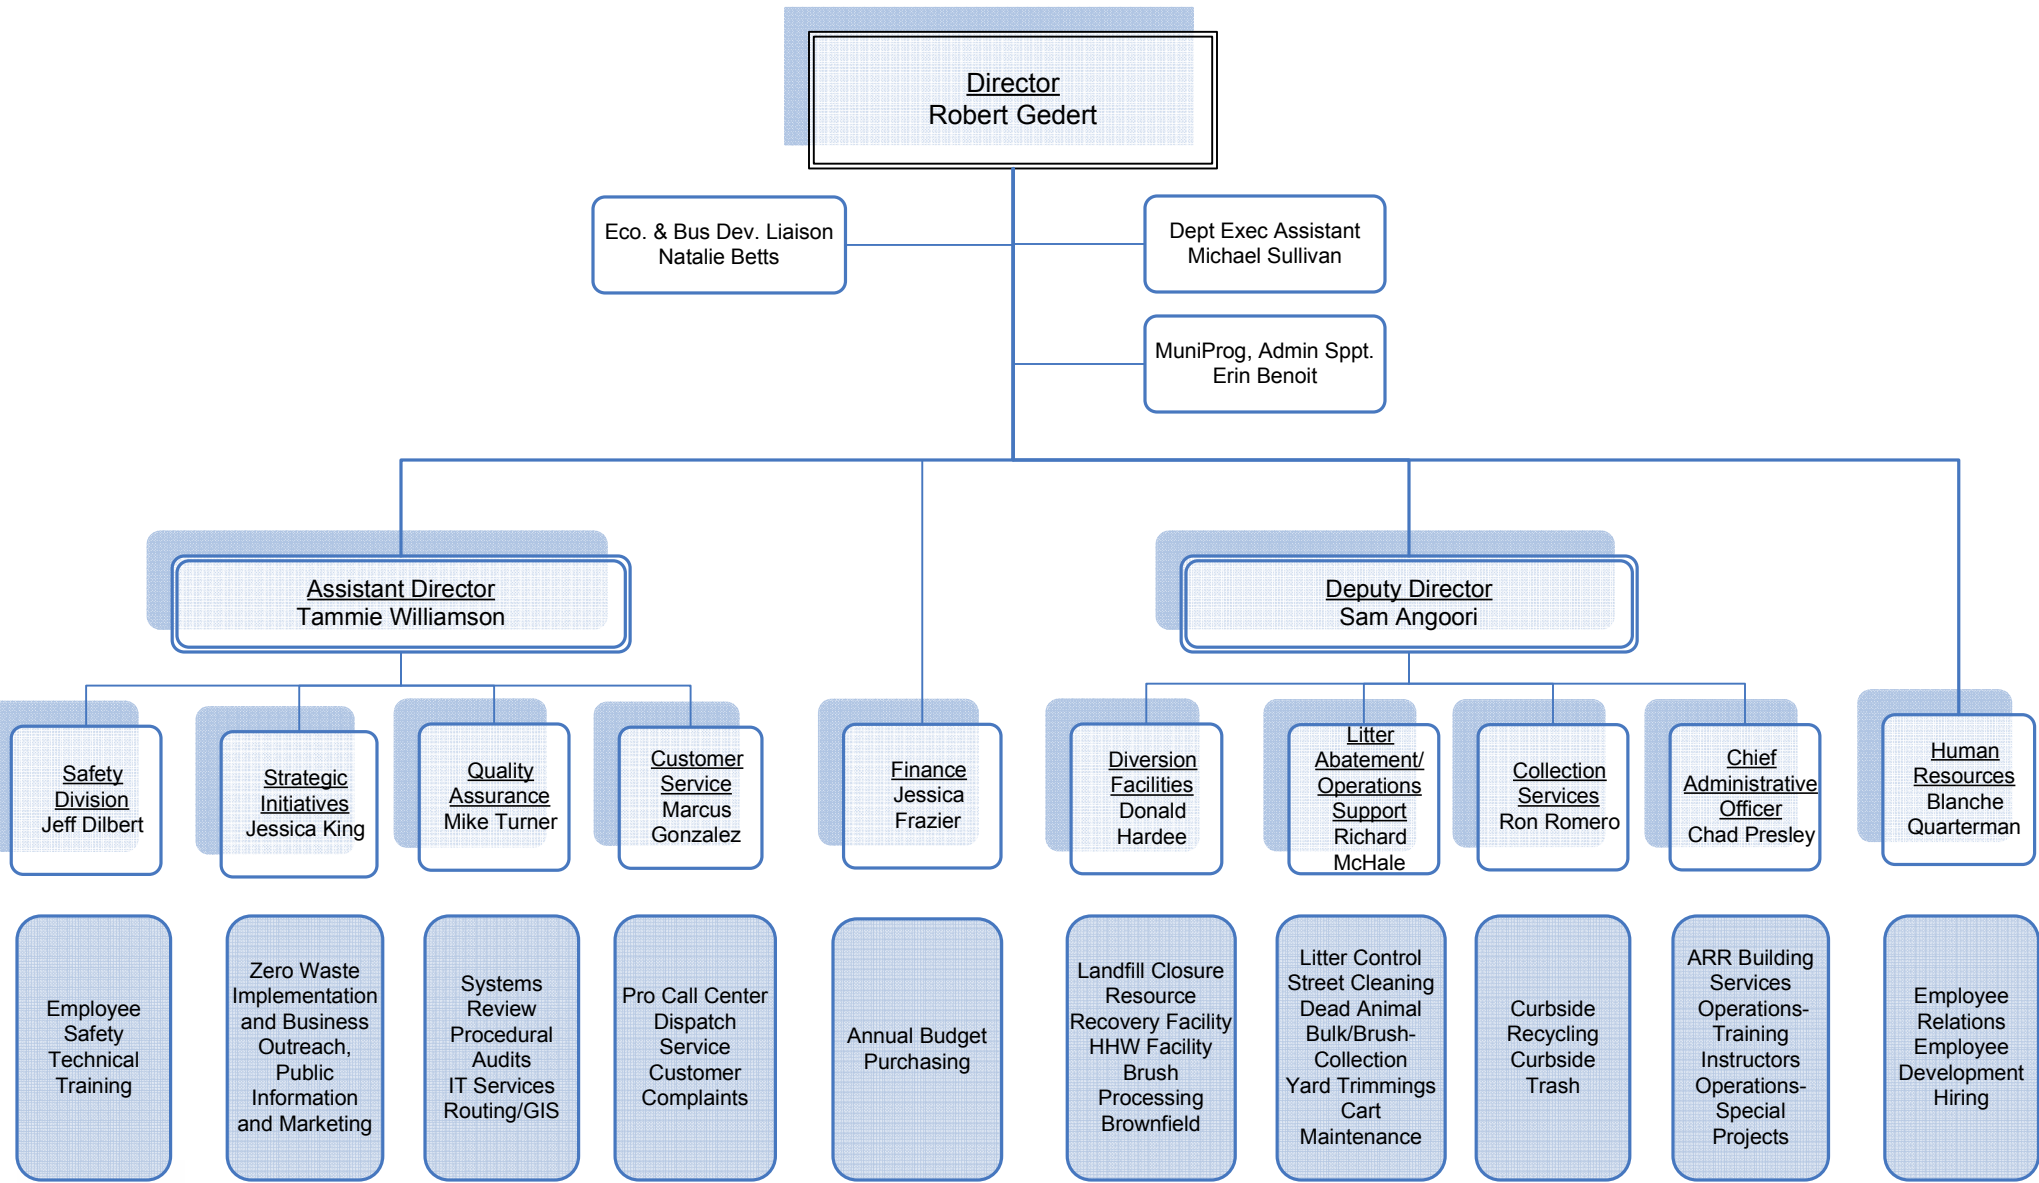 Director
Robert Gedert
Eco. & Bus Dev. Liaison
Natalie Betts
Dept Exec Assistant
Michael Sullivan
MuniProg, Admin Sppt.
Erin Benoit
Assistant Director
Tammie Williamson
Deputy Director
Sam Angoori
Safety
Division
Jeff Dilbert
Strategic
Initiatives
Jessica King
Quality
Assurance
Mike Turner
Customer
Service
Marcus
Gonzalez
Finance
Jessica
Frazier
Diversion
Facilities
Donald
Hardee
Litter
Abatement/
Operations
Support
Richard
McHale
Collection
Services
Ron Romero
Chief
Administrative
Officer
Chad Presley
Human
Resources
Blanche
Quarterman
Employee
Safety
Technical
Training
Zero Waste
Implementation
and Business
Outreach,
Public
Information
and Marketing
Systems
Review
Procedural
Audits
IT Services
Routing/GIS
Pro Call Center
Dispatch
Service
Customer
Complaints
Annual Budget
Purchasing
Landfill Closure
Resource
Recovery Facility
HHW Facility
Brush
Processing
Brownfield
Litter Control
Street Cleaning
Dead Animal
Bulk/Brush-
Collection
Yard Trimmings
Cart
Maintenance
Curbside
Recycling
Curbside
Trash
ARR Building
Services
Operations-
Training
Instructors
Operations-
Special
Projects
Employee
Relations
Employee
Development
Hiring